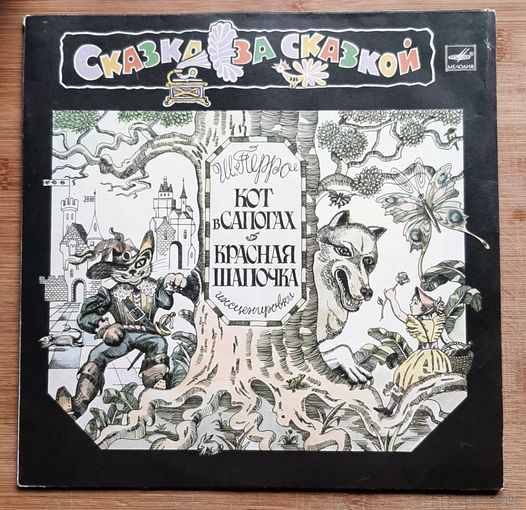 СКАЗКА ЗА СКАЗКОЙ
МЕЛОДИЯ
Ш. Перро
КОТ
В САПОГАХ
КРАСНАЯ
ШАПОЧКА
инсценировки